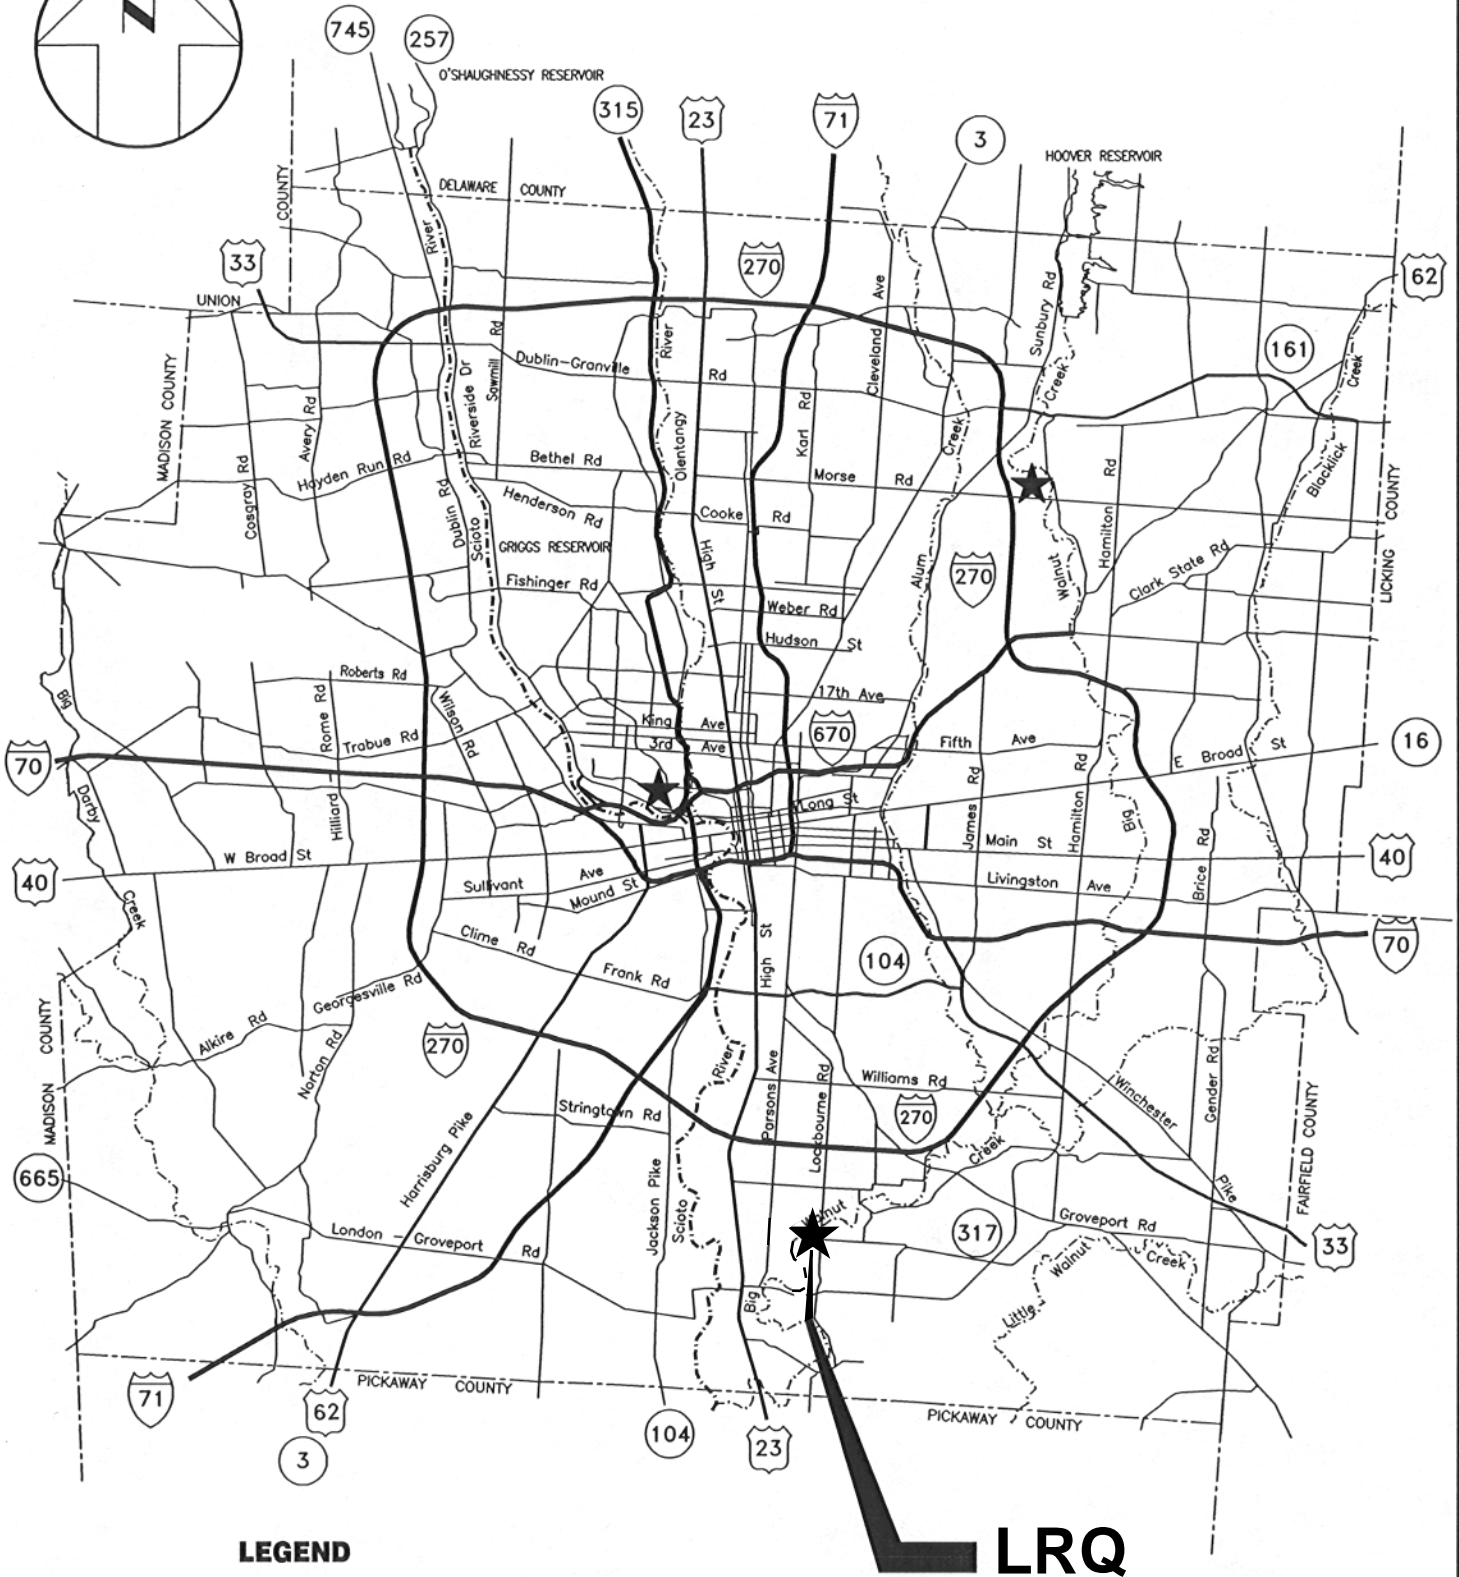 N
745
257
O'SHAUGHNESSY RESERVOIR
315
23
71
3
HOOVER RESERVOIR
COUNTY
DELAWARE COUNTY
River
33
270
Ave
62
UNION
Sunbury Rd
Rd
River
161
Dublin-Granville
Rd
Cleveland
Creek
Creek
MADISON COUNTY
Riverside Dr
Sawmill
Avery Rd
Karl Rd
Olentangy
Creek
Bethel Rd
Hayden Run Rd
Morse Rd
Hamilton Rd
Blacklick
Cosgray Rd
Dublin Rd
Henderson Rd
Cooke Rd
COUNTY
Scioto
GRIGGS RESERVOIR
High St
Alum
270
Walnut
Clark State Rd
LICKING
Fishinger Rd
Weber Rd
Hudson St
Roberts Rd
Big
Rome Rd
Wilson Rd
17th Ave
King Ave
670
Trabue Rd
3rd Ave
Fifth Ave
16
E Broad St
70
Darby
Hilliard
Long St
James Rd
Hamilton Rd
Big
Main St
Brice Rd
40
W Broad St
40
Sullivant Ave
Livingston Ave
Mound St
Creek
Clime Rd
High St
70
104
Frank Rd
Georgesville Rd
COUNTY
Alkire Rd
270
Norton Rd
River
Parsons Ave
Lockbourne Rd
Williams Rd
Gender Rd
Winchester
Pike
MADISON
Stringtown Rd
270
FAIRFIELD COUNTY
Harrisburg Pike
Creek
665
Jackson Pike
Scioto
Walnut
Groveport Rd
London - Groveport Rd
317
33
Walnut
Creek
Big
Little
71
PICKAWAY COUNTY
62
PICKAWAY COUNTY
3
104
23
LEGEND
LRQ